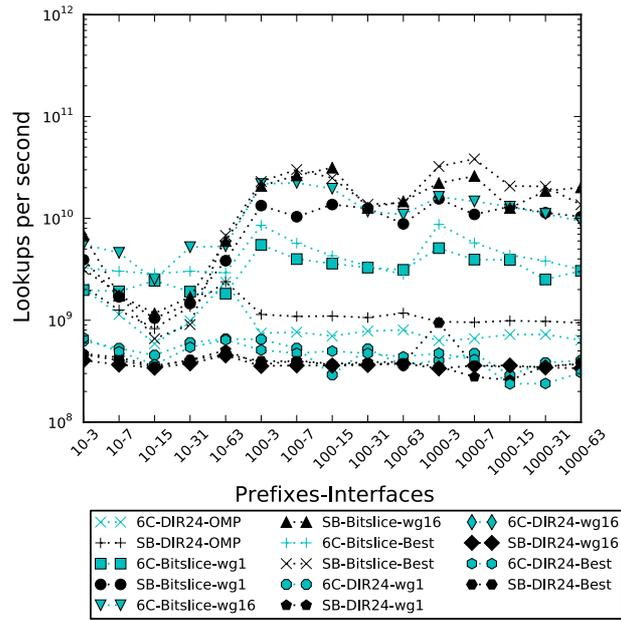 10^12
10^11
10^10
10^9
10^8
Lookups per second
10-3 10-7 10-15 10-31 10-63 100-3 100-7 100-15 100-31 100-63 1000-3 1000-7 1000-15 1000-31 1000-63
Prefixes-Interfaces
6C-DIR24-OMP SB-Bitslice-wg16 6C-DIR24-wg16
SB-DIR24-OMP 6C-Bitslice-Best SB-DIR24-wg16
6C-Bitslice-wg1 SB-Bitslice-Best 6C-DIR24-Best
SB-Bitslice-wg1 6C-DIR24-wg1 SB-DIR24-Best
6C-Bitslice-wg16 SB-DIR24-wg1